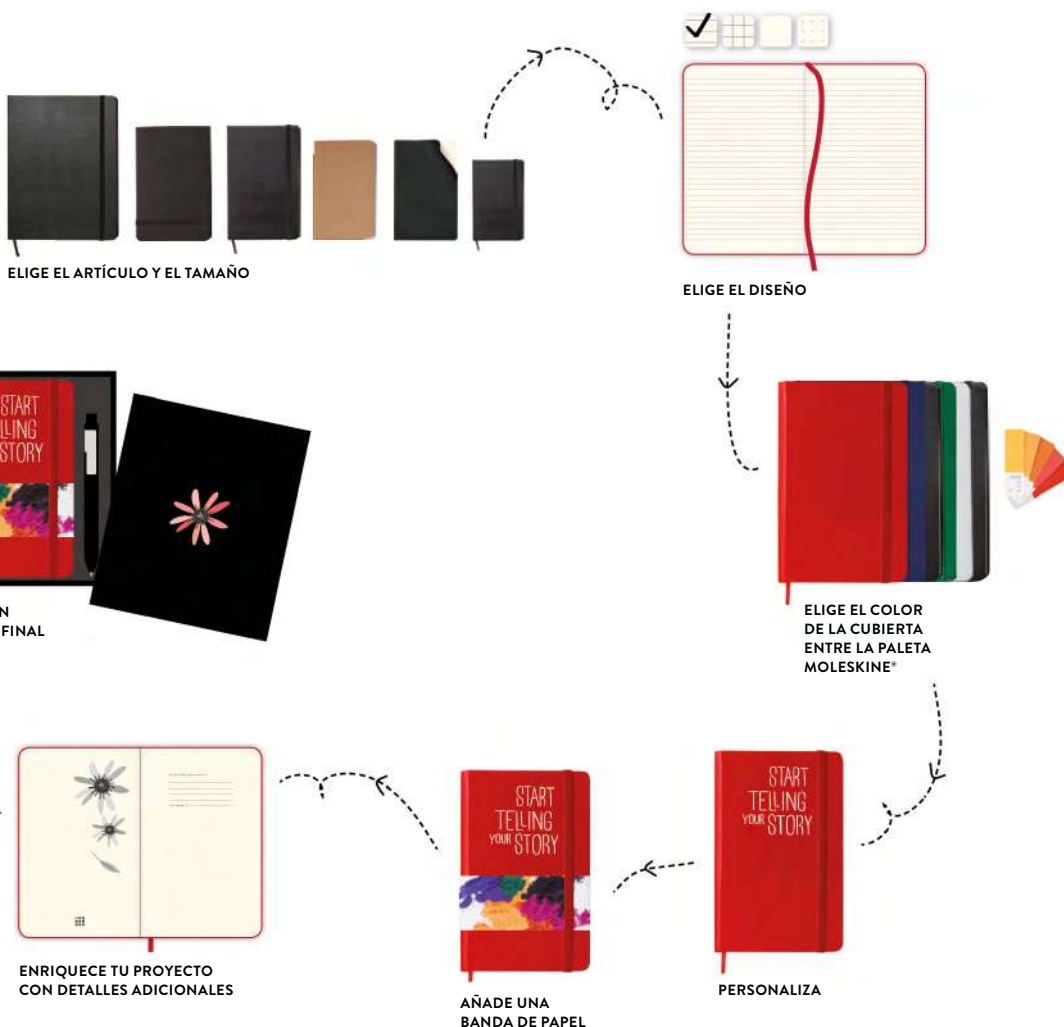 ELIGE EL ARTÍCULO Y EL TAMAÑO
ELIGE EL DISEÑO
ELIGE EL COLOR
DE LA CUBIERTA
ENTRE LA PALETA
MOLESKINE®
START
TELLING
YOUR STORY
PERSONALIZA
START
TELLING
YOUR STORY
AÑADE UNA
BANDA DE PAPEL
ENRIQUECE TU PROYECTO
CON DETALLES ADICIONALES
START
LLING
STORY
N
FINAL